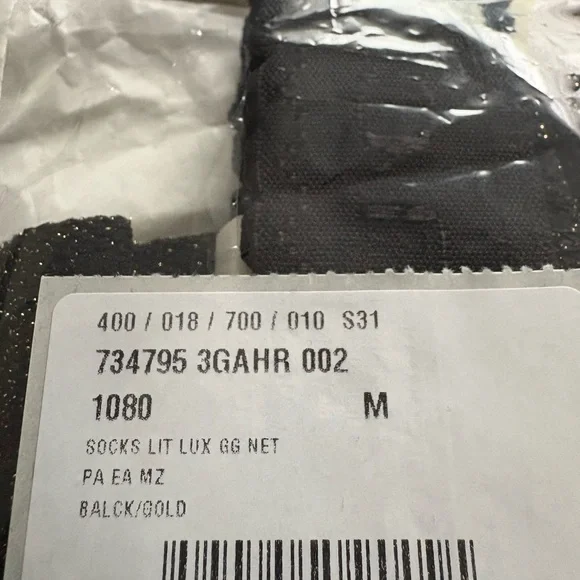 400 / 018 / 700 / 010 S31
734795 3GAHR 002
1080 M
SOCKS LIT LUX GG NET
PA EA MZ
BALCK/GOLD